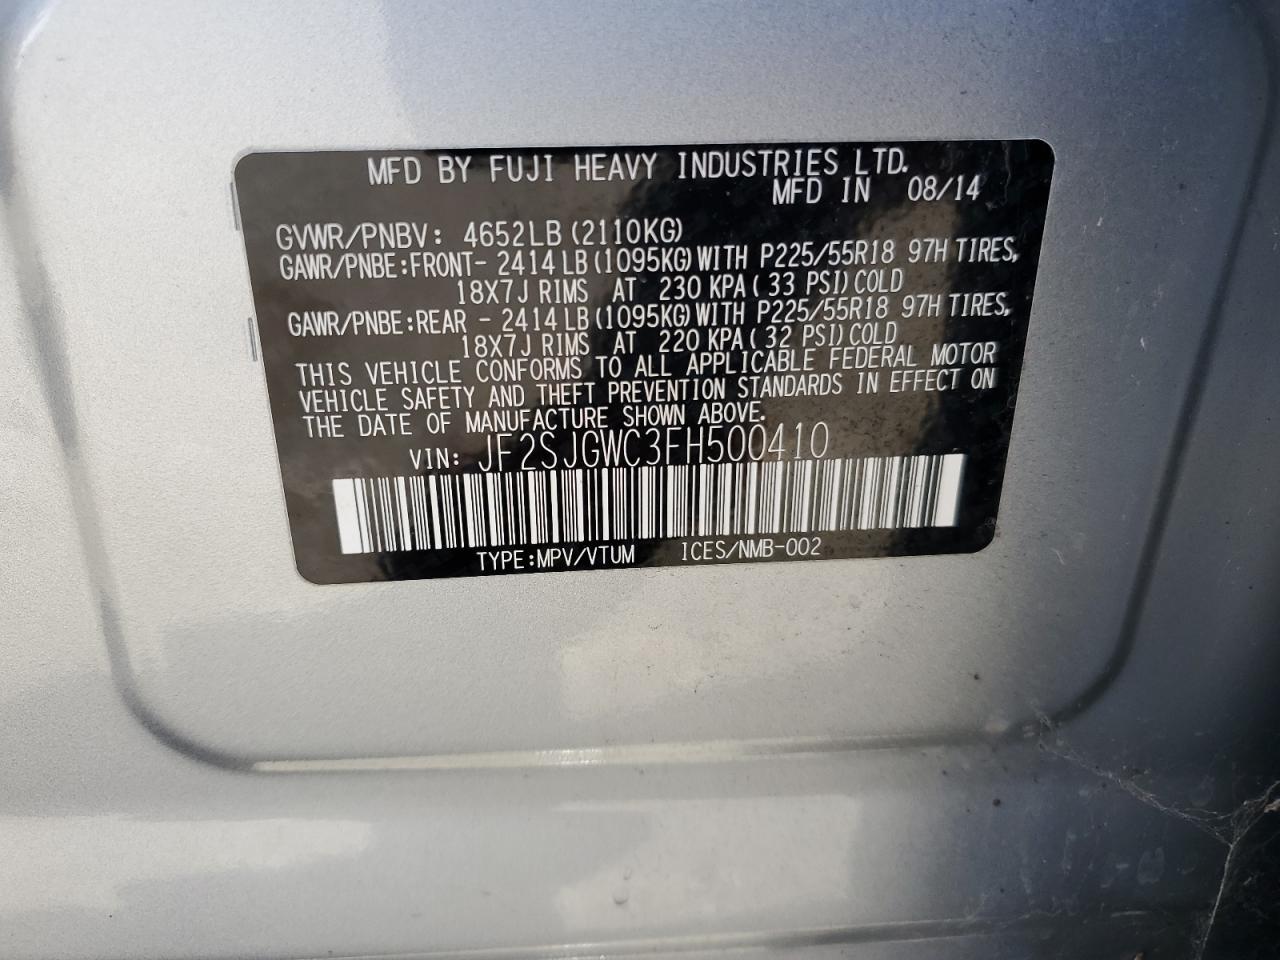 MFD BY FUJI HEAVY INDUSTRIES LTD.
MFD IN 08/14
GVWR/PNBV: 4652LB(2110KG)
GAWR/PNBE:FRONT- 2414LB(1095KG)WITH P225/55R18 97H TIRES,
18X7J RIMS AT 230 KPA(33 PSI)COLD
GAWR/PNBE:REAR - 2414LB(1095KG)WITH P225/55R18 97H TIRES,
18X7J RIMS AT 220 KPA(32 PSI)COLD
THIS VEHICLE CONFORMS TO ALL APPLICABLE FEDERAL MOTOR
VEHICLE SAFETY AND THEFT PREVENTION STANDARDS IN EFFECT ON
THE DATE OF MANUFACTURE SHOWN ABOVE.
VIN: JF2SJGWC3FH500410
TYPE:MPV/VTUM ICES/NMB-002